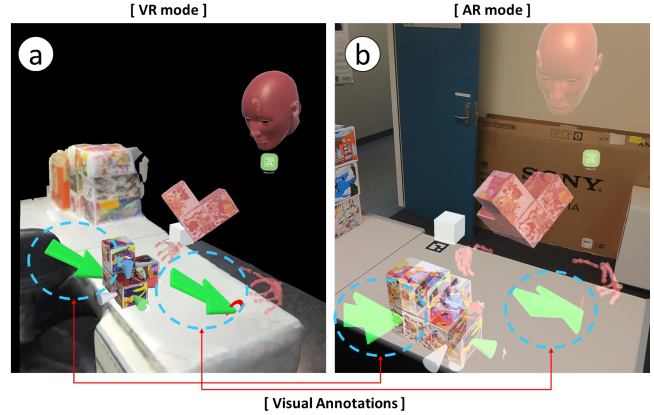 [ VR mode ]
[ AR mode ]
a
b
SONY
[ Visual Annotations ]